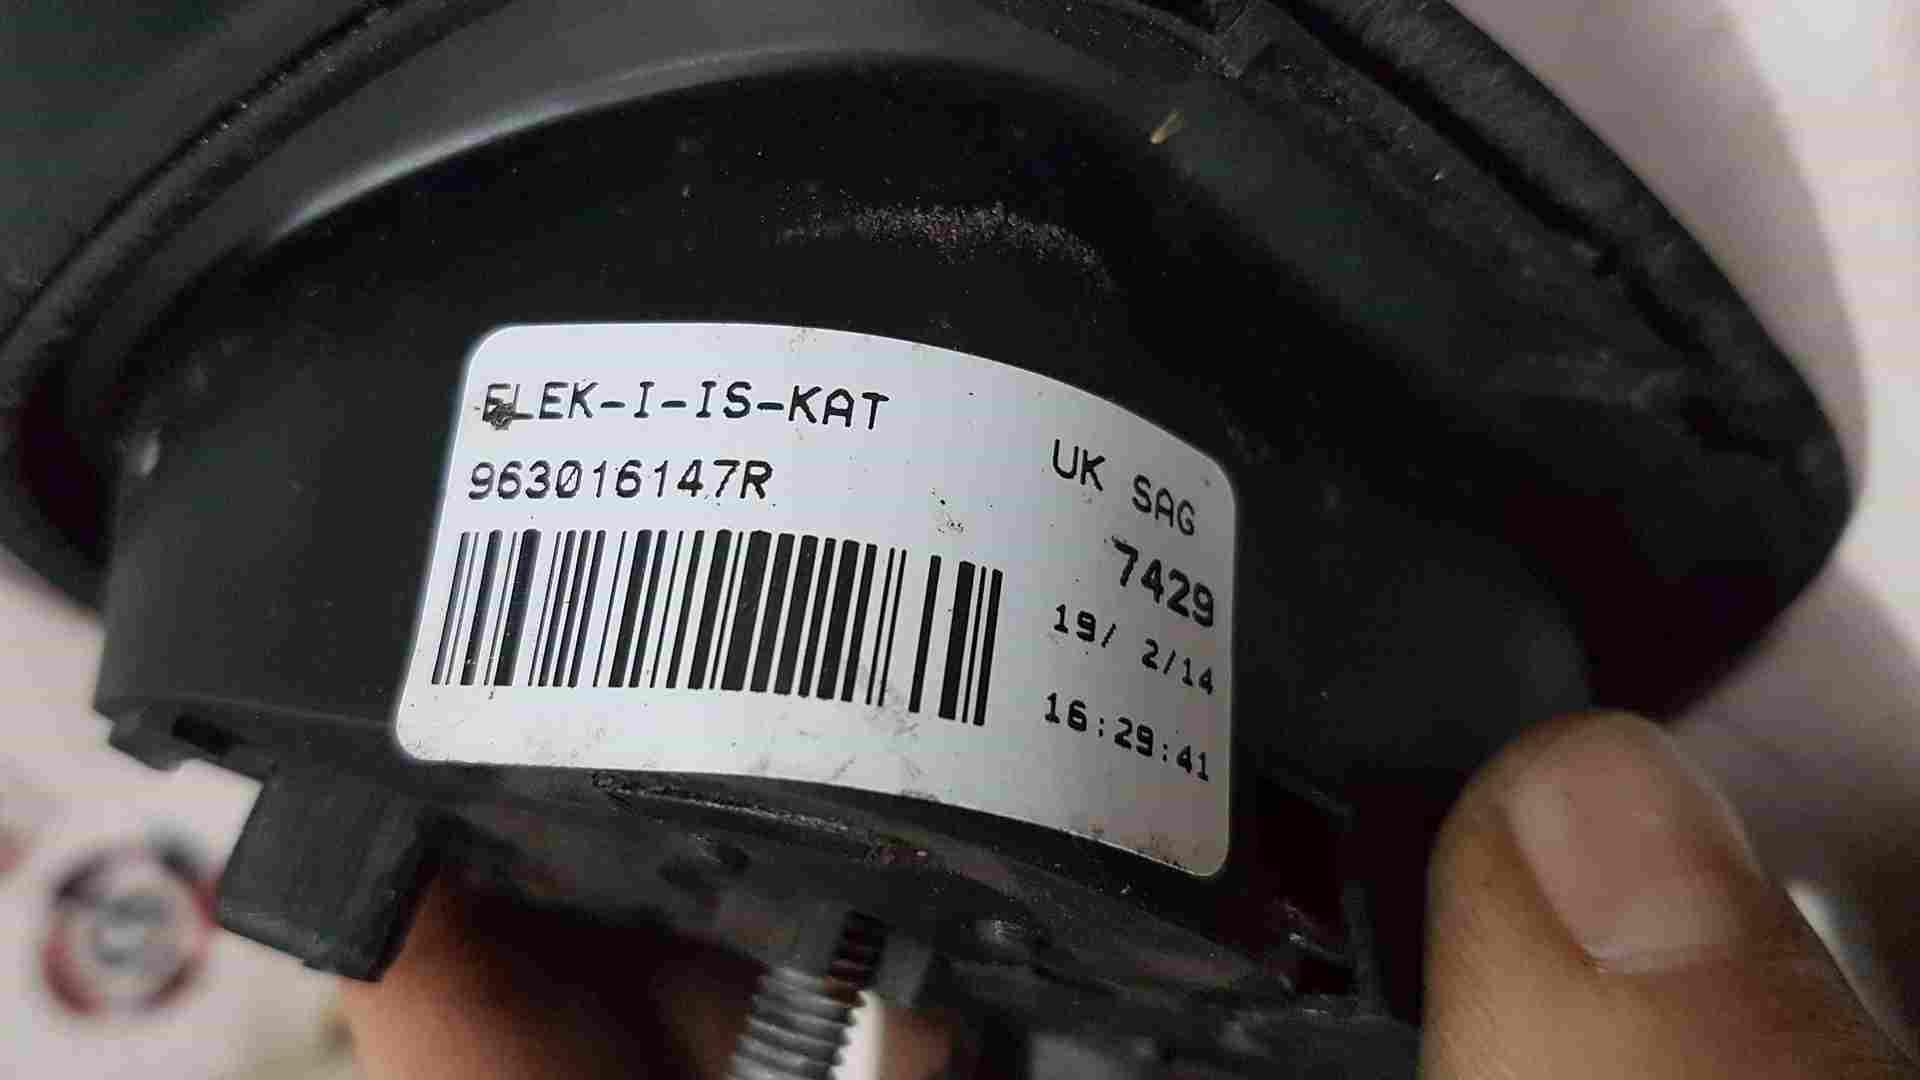 ELEK-I-IS-KAT
963016147R
UK SAG
7429
19/ 2/14
16:29:41